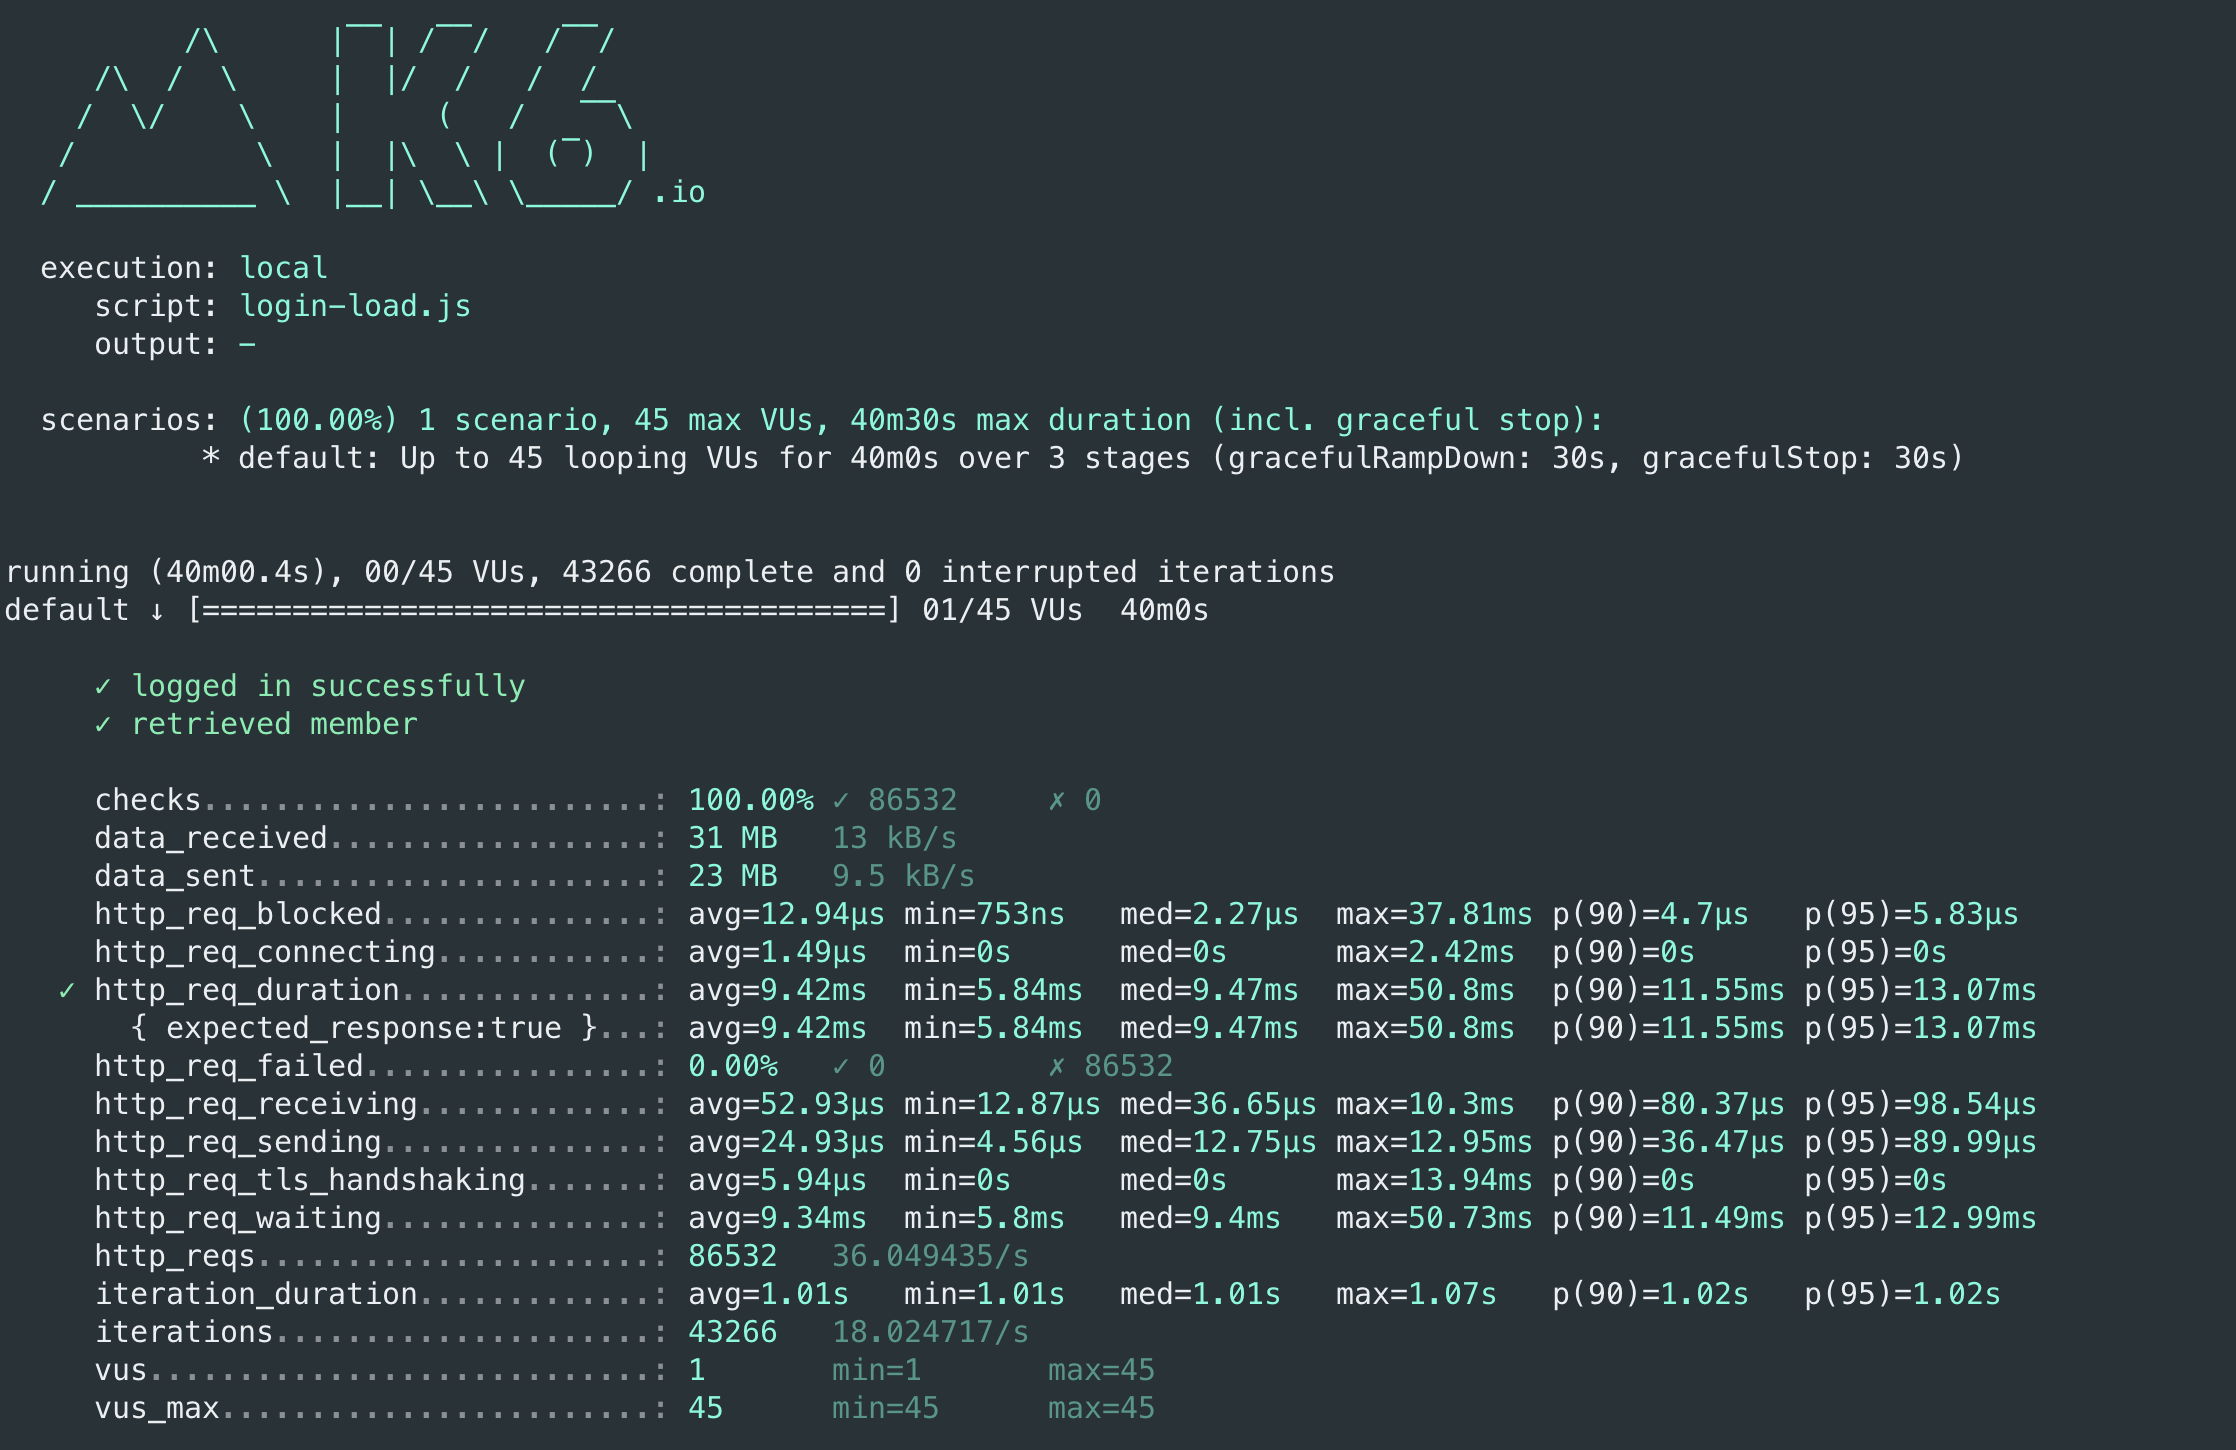 /\      |‾‾| /‾‾/   /‾‾/
     /\  /  \     |  |/  /   /  /
    /  \/    \    |     (   /   ‾‾\
   /          \   |  |\  \ |  (‾)  |
  / __________ \  |__| \__\ \_____/ .io
execution: local
script: login-load.js
output: -
scenarios: (100.00%) 1 scenario, 45 max VUs, 40m30s max duration (incl. graceful stop):
* default: Up to 45 looping VUs for 40m0s over 3 stages (gracefulRampDown: 30s, gracefulStop: 30s)
running (40m00.4s), 00/45 VUs, 43266 complete and 0 interrupted iterations
default ↓ [======================================] 01/45 VUs  40m0s
✓ logged in successfully
✓ retrieved member
checks.........................: 100.00% ✓ 86532     ✗ 0
data_received..................: 31 MB   13 kB/s
data_sent......................: 23 MB   9.5 kB/s
http_req_blocked...............: avg=12.94µs min=753ns   med=2.27µs  max=37.81ms p(90)=4.7µs   p(95)=5.83µs
http_req_connecting............: avg=1.49µs  min=0s      med=0s      max=2.42ms  p(90)=0s      p(95)=0s
✓ http_req_duration..............: avg=9.42ms  min=5.84ms  med=9.47ms  max=50.8ms  p(90)=11.55ms p(95)=13.07ms
{ expected_response:true }...: avg=9.42ms  min=5.84ms  med=9.47ms  max=50.8ms  p(90)=11.55ms p(95)=13.07ms
http_req_failed................: 0.00%   ✓ 0         ✗ 86532
http_req_receiving.............: avg=52.93µs min=12.87µs med=36.65µs max=10.3ms  p(90)=80.37µs p(95)=98.54µs
http_req_sending...............: avg=24.93µs min=4.56µs  med=12.75µs max=12.95ms p(90)=36.47µs p(95)=89.99µs
http_req_tls_handshaking.......: avg=5.94µs  min=0s      med=0s      max=13.94ms p(90)=0s      p(95)=0s
http_req_waiting...............: avg=9.34ms  min=5.8ms   med=9.4ms   max=50.73ms p(90)=11.49ms p(95)=12.99ms
http_reqs......................: 86532   36.049435/s
iteration_duration.............: avg=1.01s   min=1.01s   med=1.01s   max=1.07s   p(90)=1.02s   p(95)=1.02s
iterations.....................: 43266   18.024717/s
vus............................: 1       min=1       max=45
vus_max........................: 45      min=45      max=45